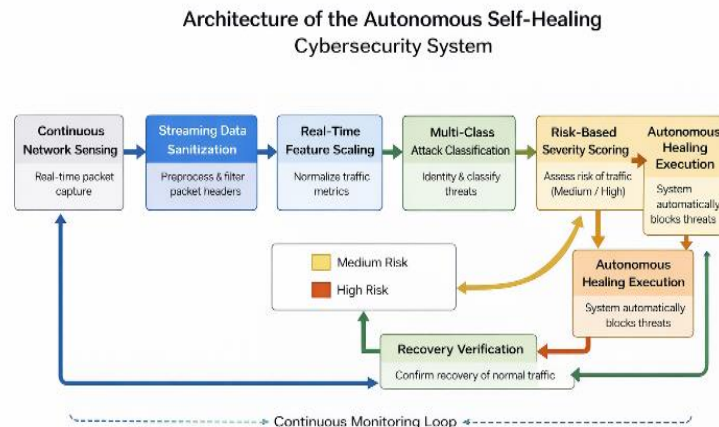 Architecture of the Autonomous Self-Healing
Cybersecurity System
Continuous
Network Sensing
Real-time packet
capture
Streaming Data
Sanitization
Preprocess & filter
packet headers
Real-Time
Feature Scaling
Normalize traffic
metrics
Multi-Class
Attack Classification
Identify & classify
threats
Risk-Based
Severity Scoring
Assess risk of traffic
(Medium / High)
Autonomous
Healing
Execution
System
automatically
blocks threats
Medium Risk
High Risk
Autonomous
Healing Execution
System automatically
blocks threats
Recovery Verification
Confirm recovery of normal traffic
Continuous Monitoring Loop